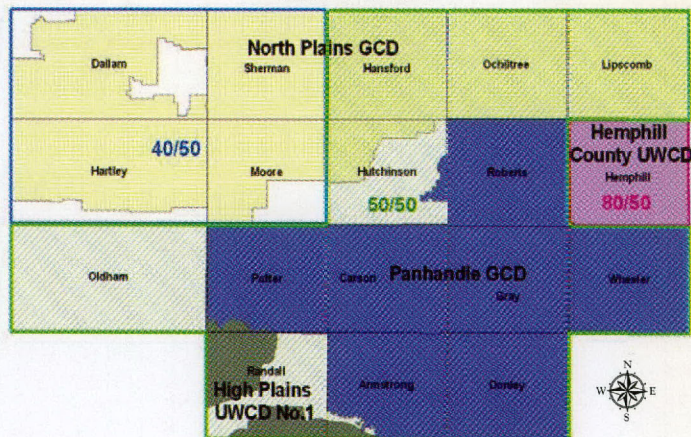 North Plains GCD
Dallam
Sherman
Hansford
Ochiltree
Lipscomb
40/50
Hartley
Moore
Hutchinson
50/50
Roberts
Hemphill
County UWCD
Hemphill
80/50
Oldham
Potter
Carson
Panhandle GCD
Gray
Wheeler
Randall
High Plains
UWCD No.1
Armstrong
Donley
N
W
E
S